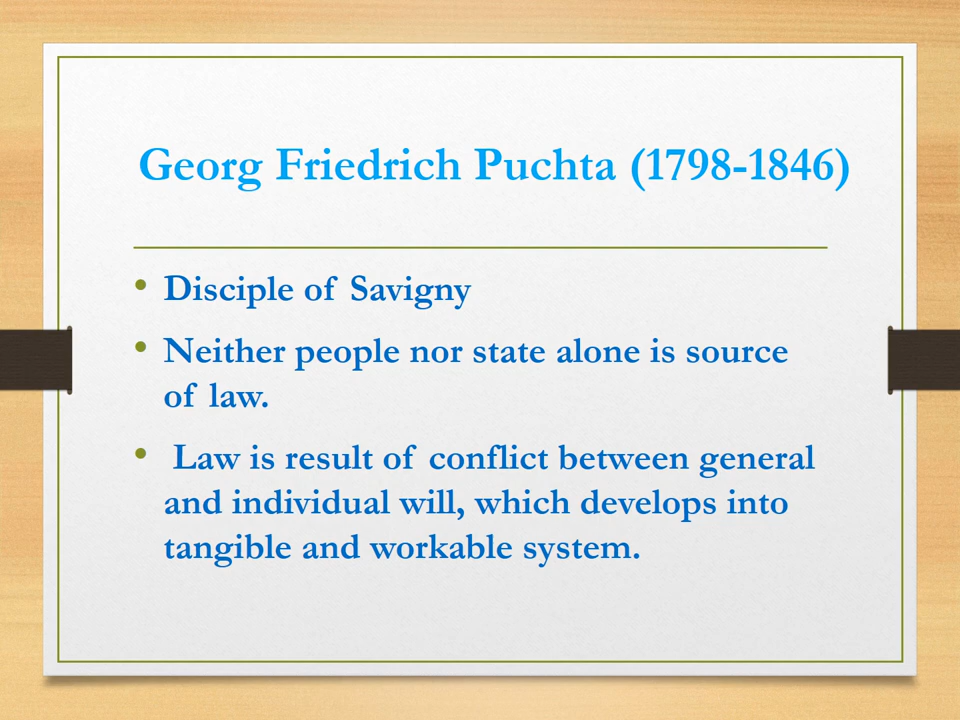 Georg Friedrich Puchta (1798-1846)
• Disciple of Savigny
• Neither people nor state alone is source
of law.
• Law is result of conflict between general
and individual will, which develops into
tangible and workable system.